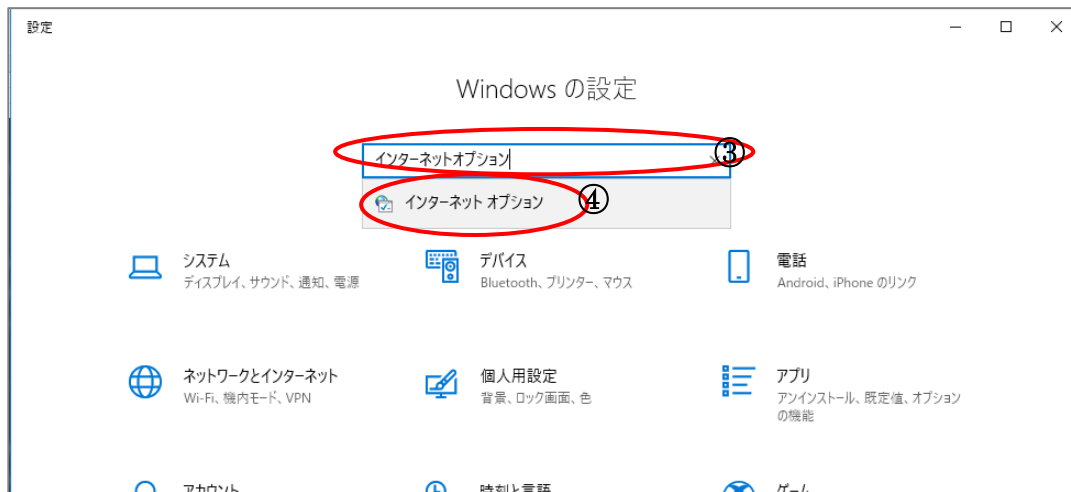 設定
Windows の設定
インターネットオプション
③
インターネット オプション
④
システム
ディスプレイ、サウンド、通知、電源
デバイス
Bluetooth、プリンター、マウス
電話
Android、iPhone のリンク
ネットワークとインターネット
Wi-Fi、機内モード、VPN
個人用設定
背景、ロック画面、色
アプリ
アンインストール、既定値、オプション
の機能
アカウント
時刻と言語
ゲーム